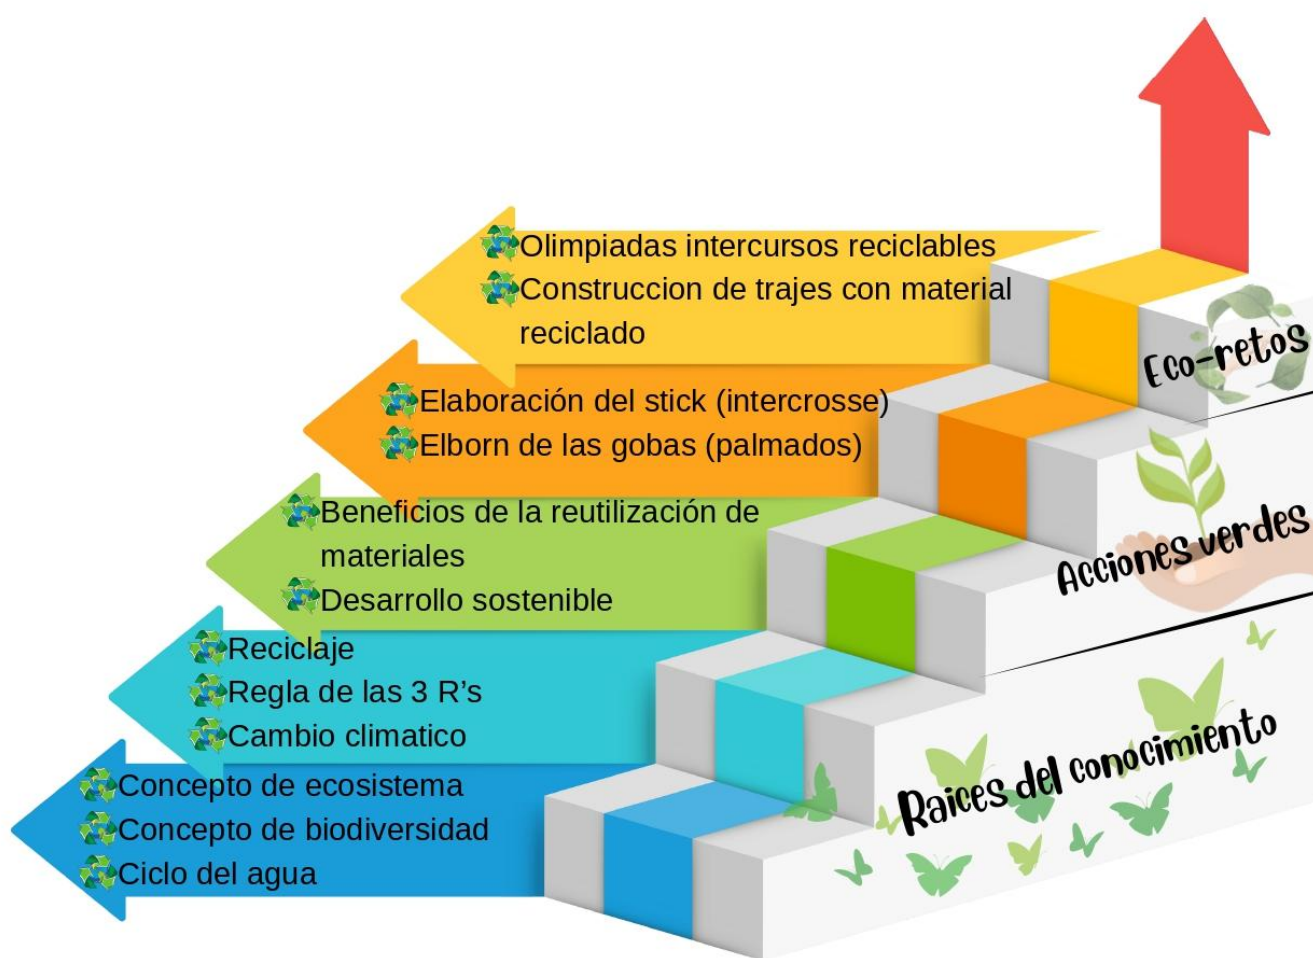 Olimpiadas intercursos reciclables
Construccion de trajes con material
reciclado
Eco-retos
Elaboración del stick (intercrosse)
Elborn de las gobas (palmados)
Acciones verdes
Beneficios de la reutilización de
materiales
Desarrollo sostenible
Reciclaje
Regla de las 3 R's
Cambio climatico
Raices del conocimiento
Concepto de ecosistema
Concepto de biodiversidad
Ciclo del agua